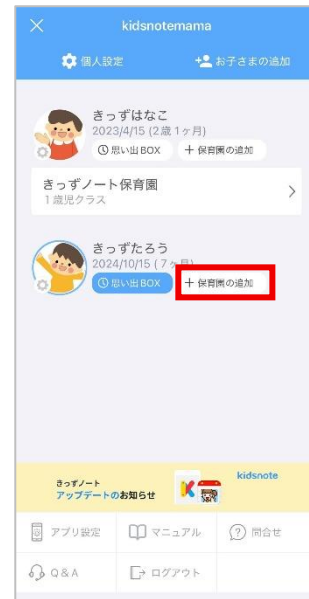 kidsnotemama
個人設定
お子さまの追加
きっずはなこ
2023/4/15 (2歳1ヶ月)
思い出BOX + 保育園の追加
きっずノート保育園
1歳児クラス
きっずたろう
2024/10/15 (7ヶ月)
思い出BOX + 保育園の追加
きっずノート
アップデートのお知らせ
kidsnote
アプリ設定 マニュアル 問合せ
Q&A ログアウト